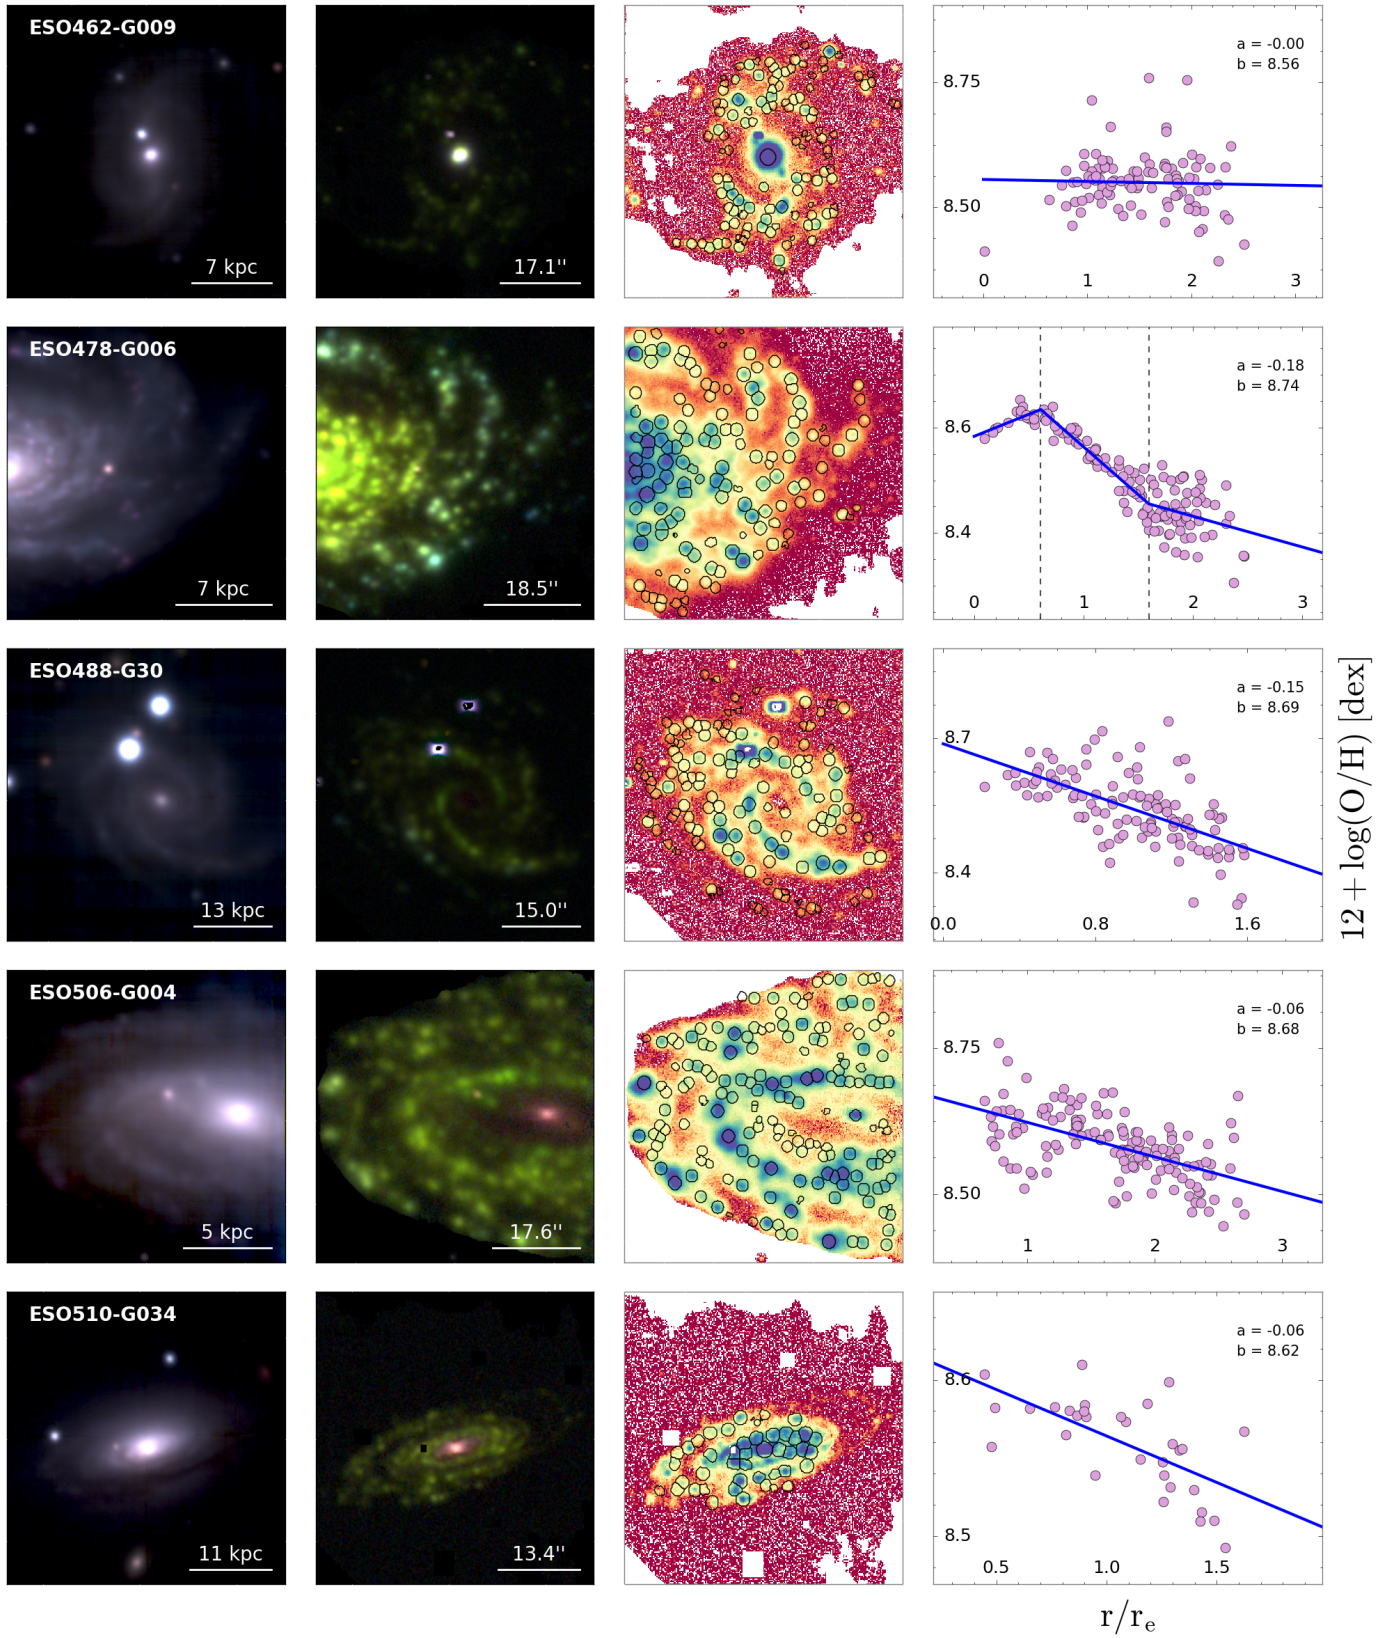 ESO462-G009
7 kpc
17.1''
a = -0.00
b = 8.56
8.75
8.50
0 1 2 3
ESO478-G006
7 kpc
18.5''
a = -0.18
b = 8.74
8.6
8.4
0 1 2 3
ESO488-G30
13 kpc
15.0''
a = -0.15
b = 8.69
8.7
8.4
0.0 0.8 1.6
12 + log(O/H) [dex]
ESO506-G004
5 kpc
17.6''
a = -0.06
b = 8.68
8.75
8.50
1 2 3
ESO510-G034
11 kpc
13.4''
a = -0.06
b = 8.62
8.6
8.5
0.5 1.0 1.5
r/re